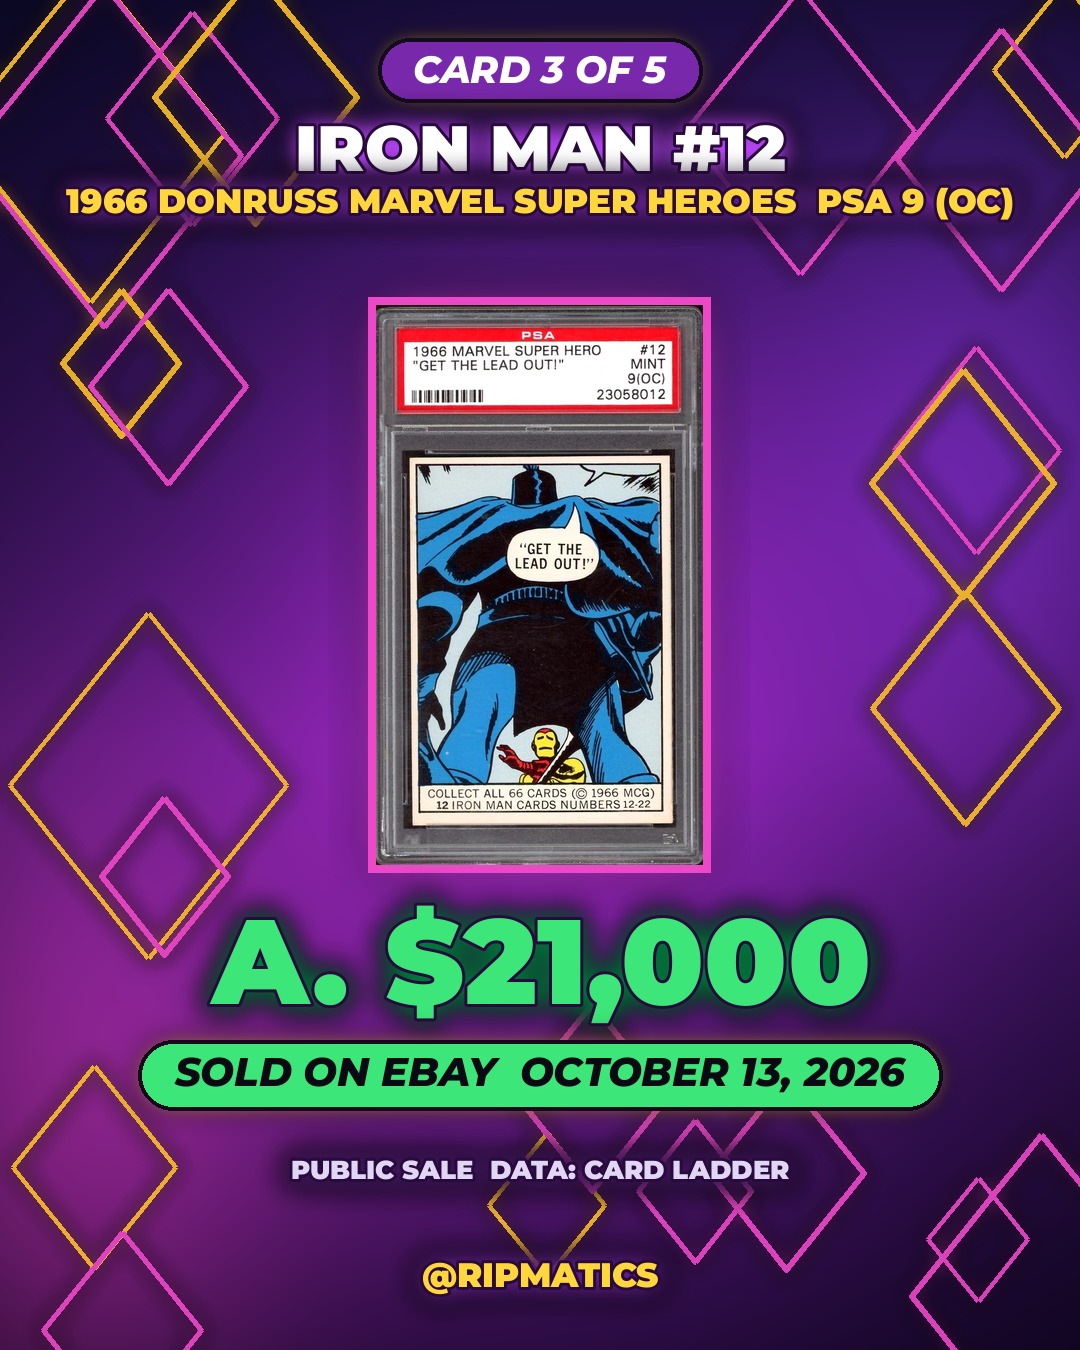 CARD 3 OF 5
IRON MAN #12
1966 DONRUSS MARVEL SUPER HEROES PSA 9 (OC)
PSA
1966 MARVEL SUPER HERO #12
"GET THE LEAD OUT!" MINT
9(OC)
23058012
"GET THE
LEAD OUT!"
COLLECT ALL 66 CARDS (© 1966 MCG)
12 IRON MAN CARDS NUMBERS 12-22
A. $21,000
SOLD ON EBAY OCTOBER 13, 2026
PUBLIC SALE DATA: CARD LADDER
@RIPMATICS